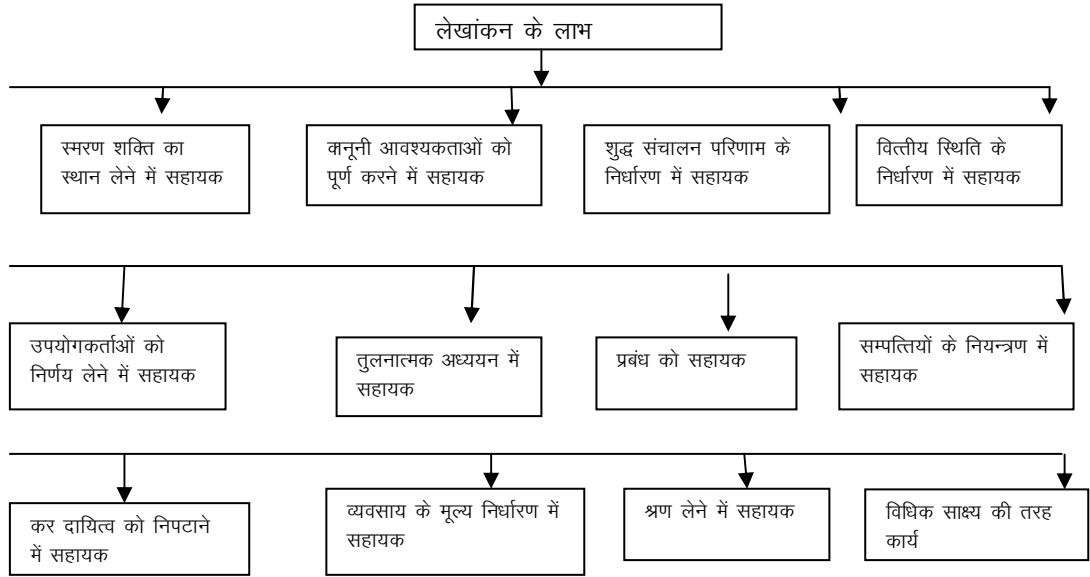 लेखांकन के लाभ
स्मरण शक्ति का
स्थान लेने में सहायक
कानूनी आवश्यकताओं को
पूर्ण करने में सहायक
शुद्ध संचालन परिणाम के
निर्धारण में सहायक
वित्तीय स्थिति के
निर्धारण में सहायक
उपयोगकर्ताओं को
निर्णय लेने में सहायक
तुलनात्मक अध्ययन में
सहायक
प्रबंध को सहायक
सम्पत्तियों के नियन्त्रण में
सहायक
कर दायित्व को निपटाने
में सहायक
व्यवसाय के मूल्य निर्धारण में
सहायक
श्रण लेने में सहायक
विधिक साक्ष्य की तरह
कार्य